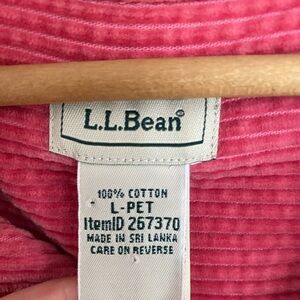 L.L.Bean®
100% COTTON
L-PET
ItemID 267370
MADE IN SRI LANKA
CARE ON REVERSE